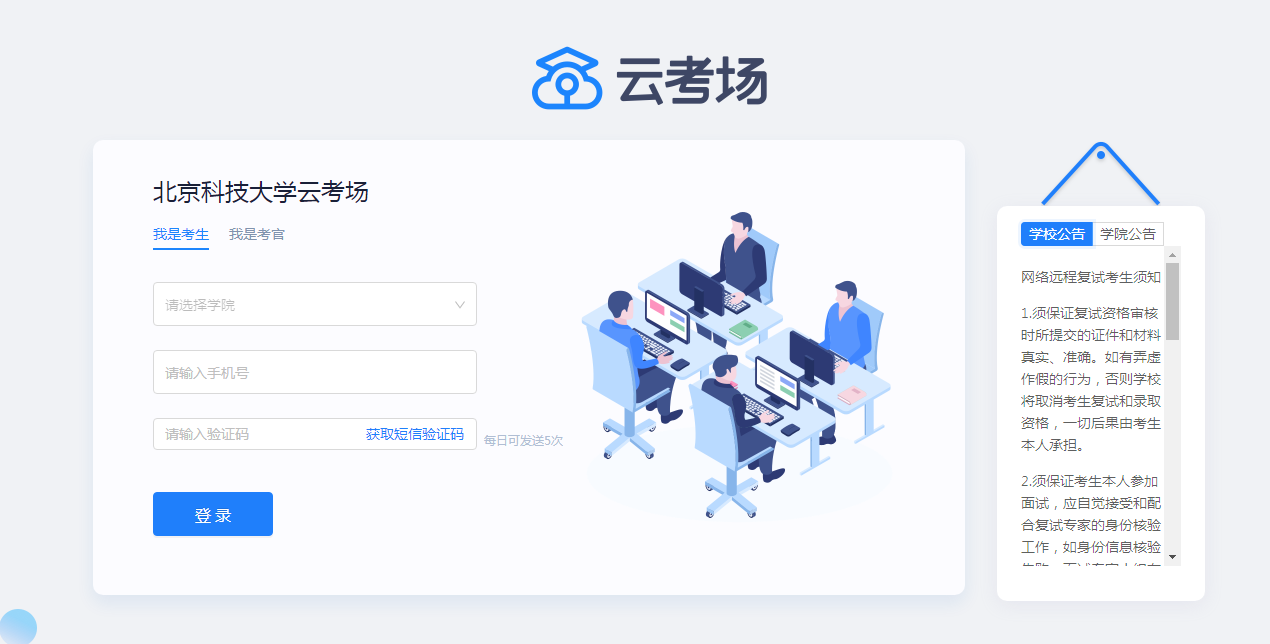 云考场
北京科技大学云考场
我是考生 我是考官
请选择学院
请输入手机号
请输入验证码 获取短信验证码 每日可发送5次
登录
学校公告 学院公告
网络远程复试考生须知
1.须保证复试资格审核
时所提交的证件和材料
真实、准确。如有弄虚
作假的行为，否则学校
将取消考生复试和录取
资格，一切后果由考生
本人承担。
2.须保证考生本人参加
面试，应自觉接受和配
合复试专家的身份核验
工作，如身份信息核验